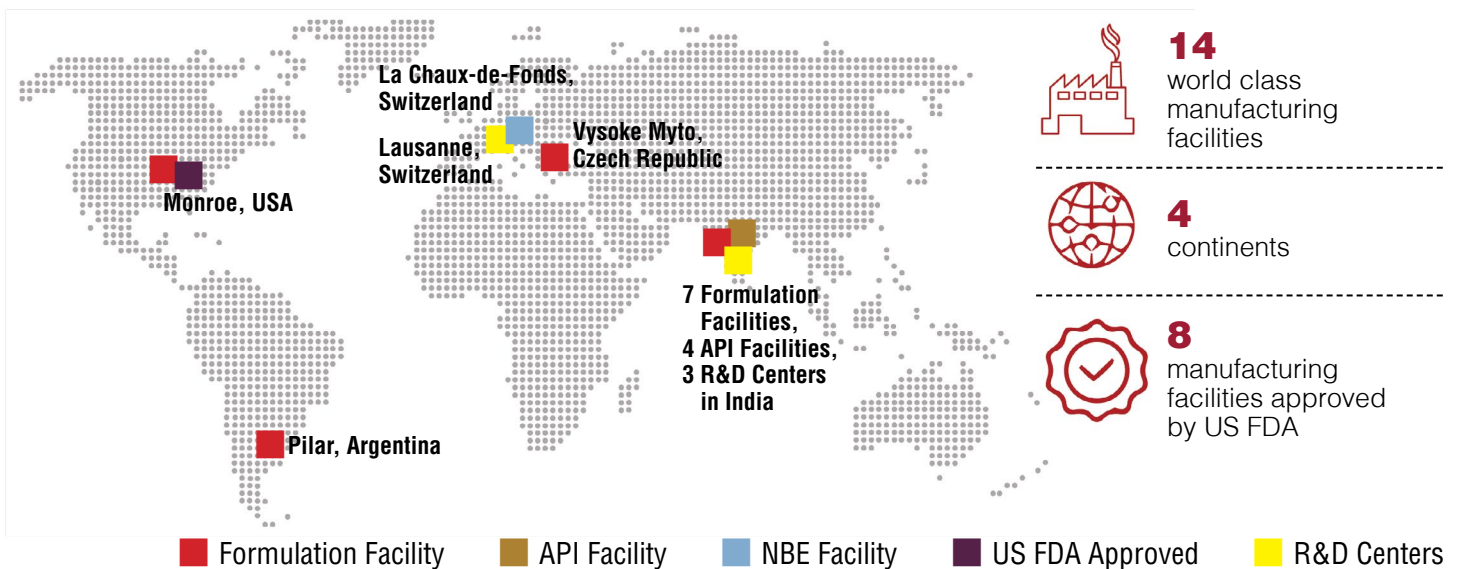 La Chaux-de-Fonds,
Switzerland
Lausanne,
Switzerland
Vysoke Myto,
Czech Republic
Monroe, USA
7 Formulation
Facilities,
4 API Facilities,
3 R&D Centers
in India
Pilar, Argentina
14
world class
manufacturing
facilities
4
continents
8
manufacturing
facilities approved
by US FDA
Formulation Facility
API Facility
NBE Facility
US FDA Approved
R&D Centers